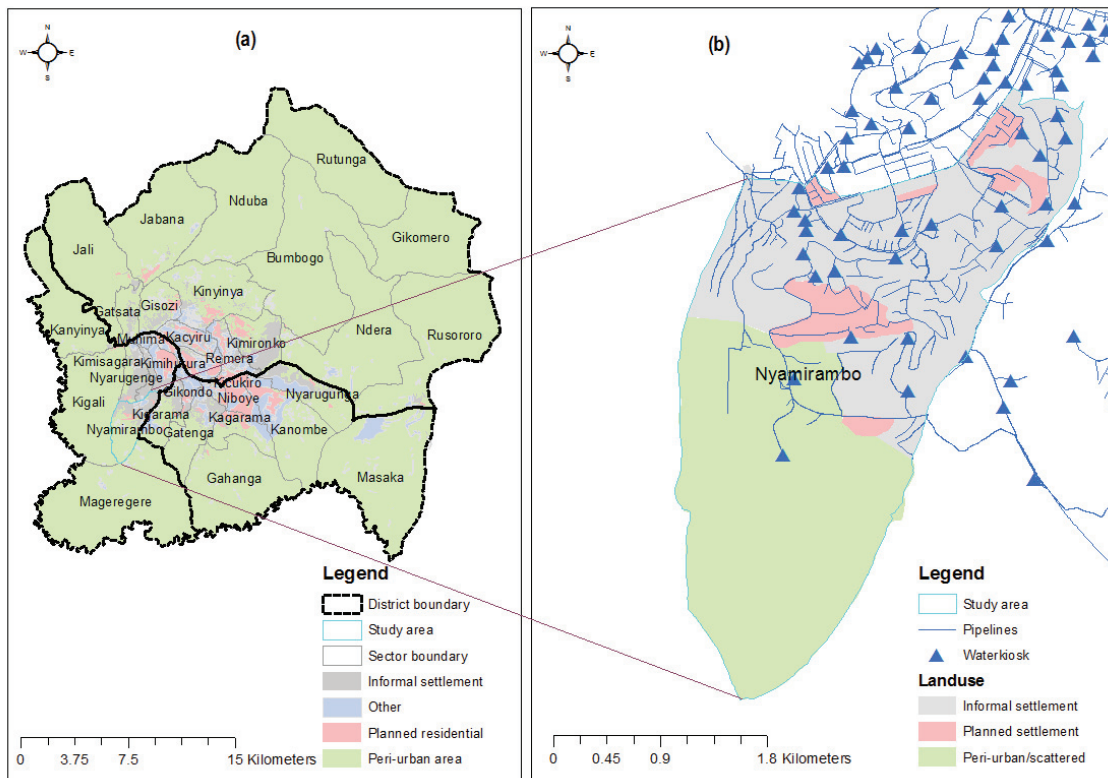 (a)
N
W E
S
Rutunga
Nduba
Jabana
Gikomero
Jali
Bumbogo
Kinyinya
Gisozi
Gatsata
Ndera
Kanyinya
Rusororo
Muhima
Kacyiru
Kimironko
Kimisagara
Remera
Kimihurura
Nyarugenge
Kicukiro
Gikondo
Nyarugunga
Niboye
Kigali
Kigarama
Kagarama
Nyamirambo
Kanombe
Gatenga
Gahanga
Masaka
Mageregere
Legend
District boundary
Study area
Sector boundary
Informal settlement
Other
Planned residential
Peri-urban area
0 3.75 7.5 15 Kilometers
(b)
N
W E
S
Nyamirambo
Legend
Study area
Pipelines
Waterkiosk
Landuse
Informal settlement
Planned settlement
Peri-urban/scattered
0 0.45 0.9 1.8 Kilometers